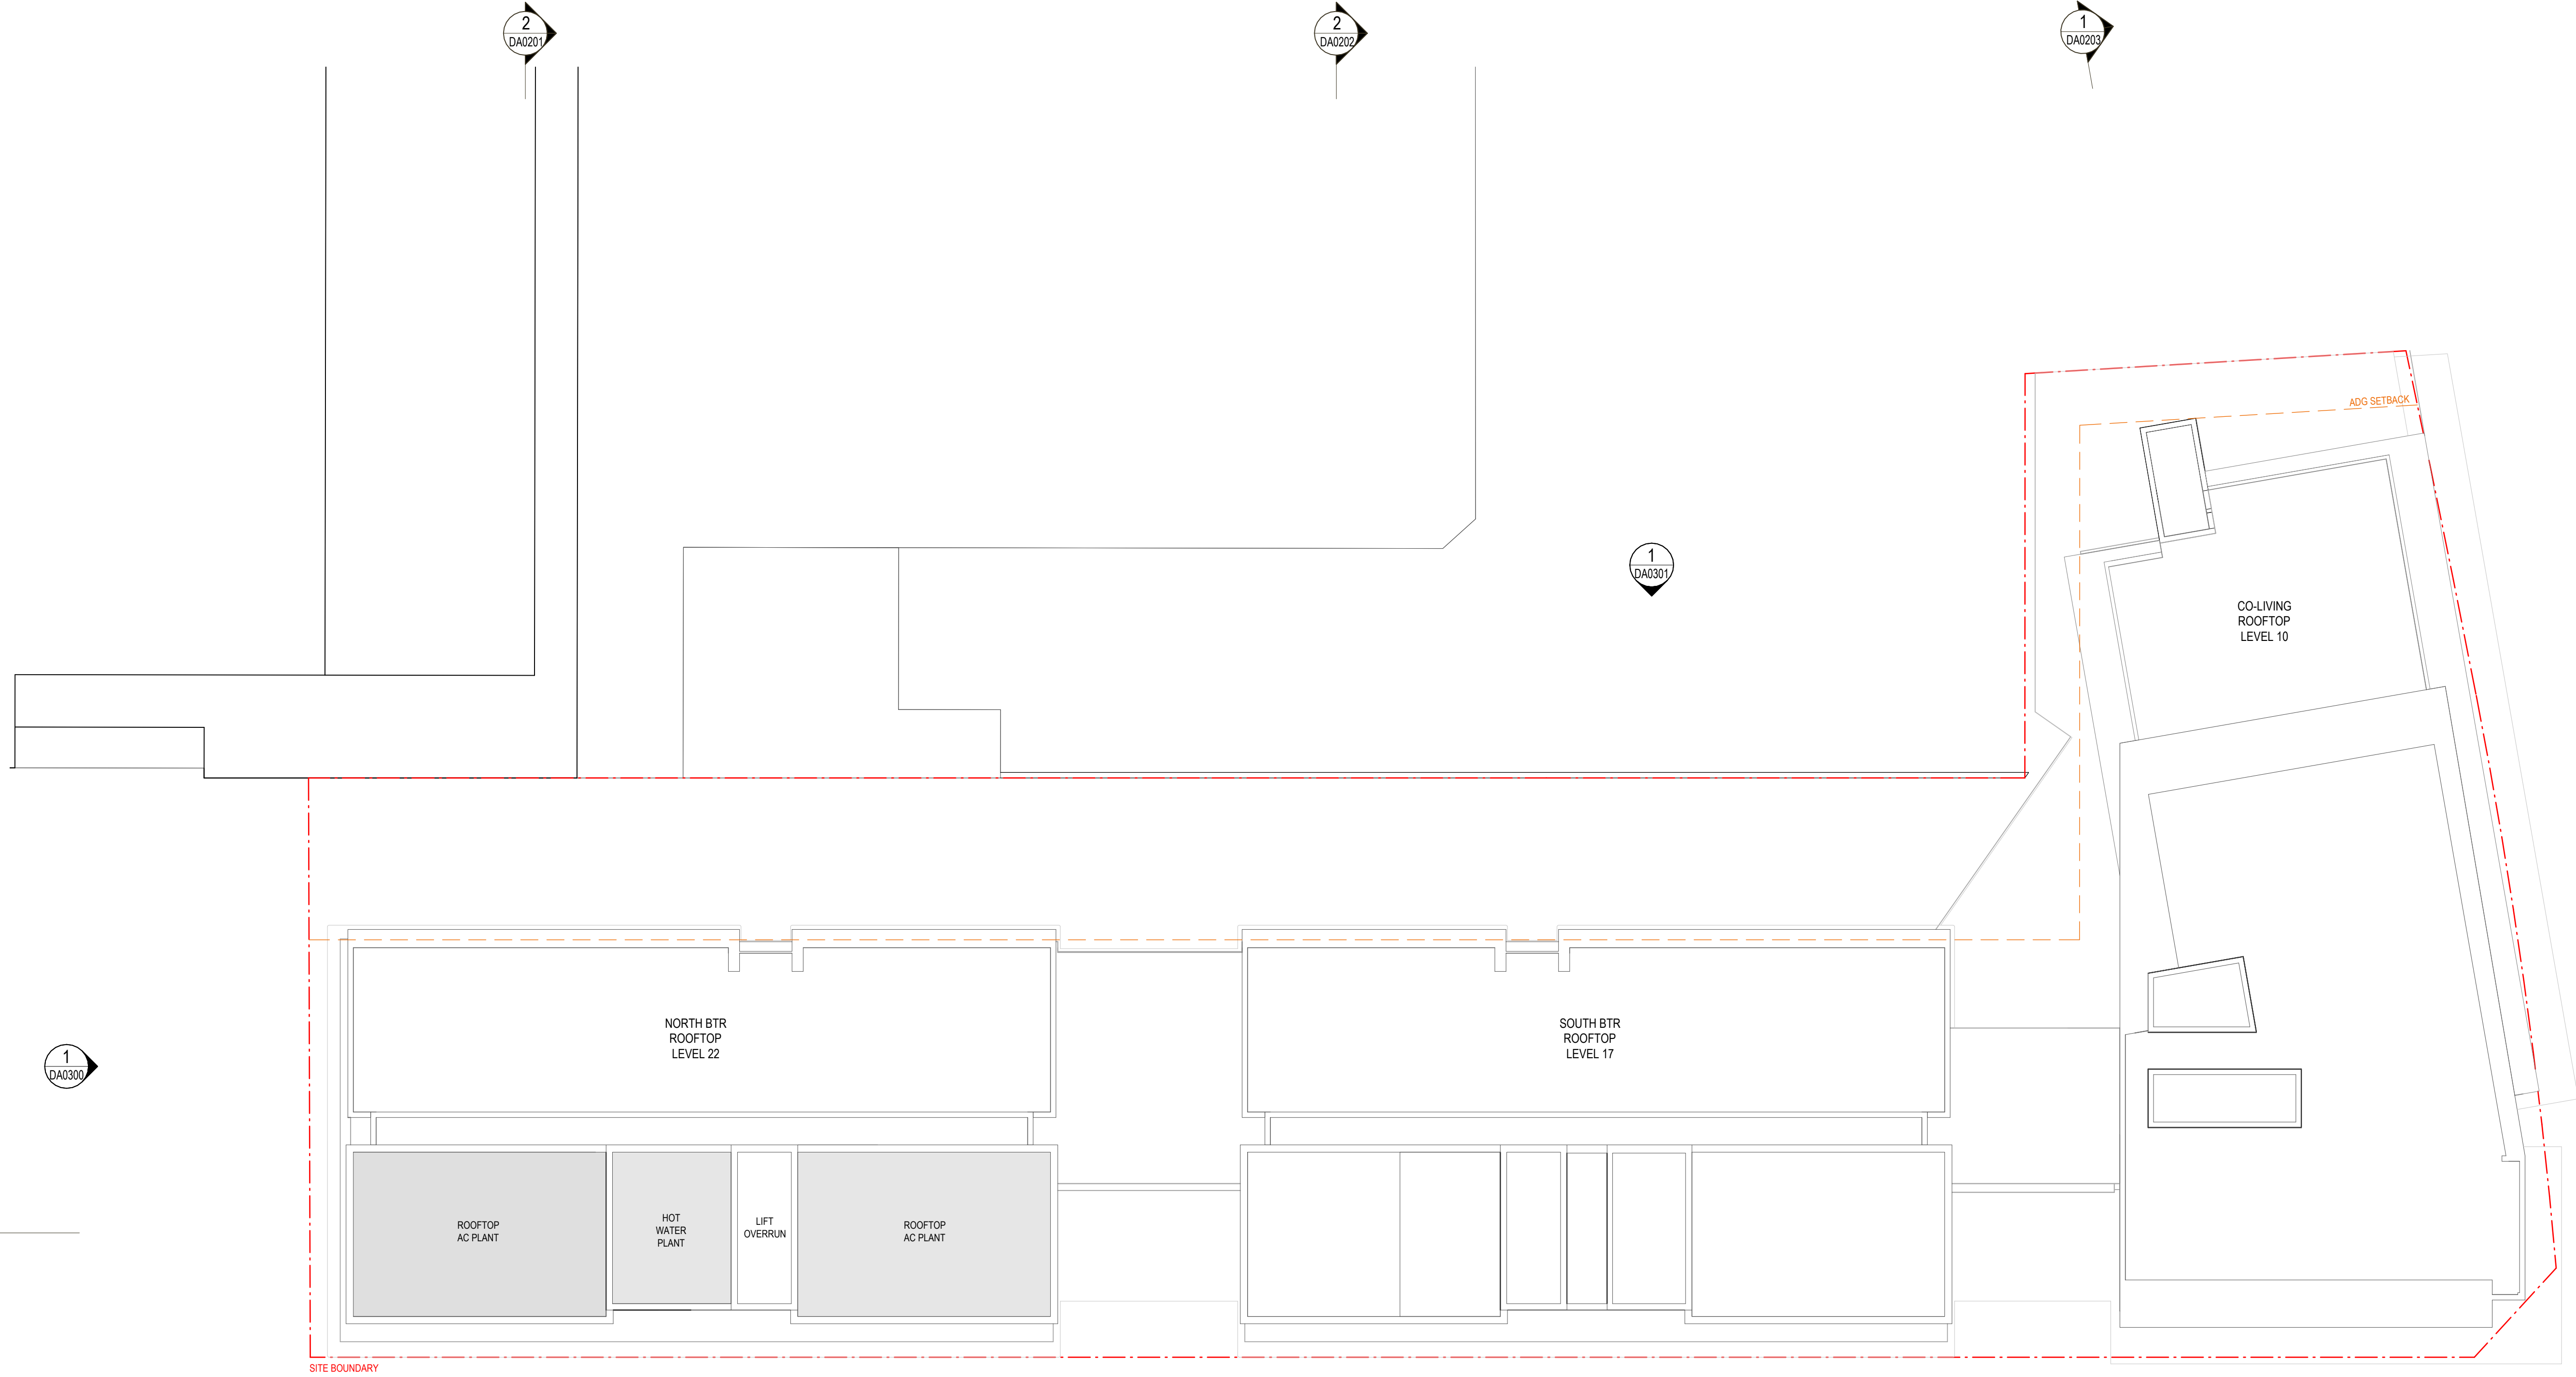 2
DA0201
2
DA0202
1
DA0203
ADG SETBACK
1
DA0301
CO-LIVING
ROOFTOP
LEVEL 10
NORTH BTR
ROOFTOP
LEVEL 22
SOUTH BTR
ROOFTOP
LEVEL 17
1
DA0300
ROOFTOP
AC PLANT
HOT
WATER
PLANT
LIFT
OVERRUN
ROOFTOP
AC PLANT
SITE BOUNDARY